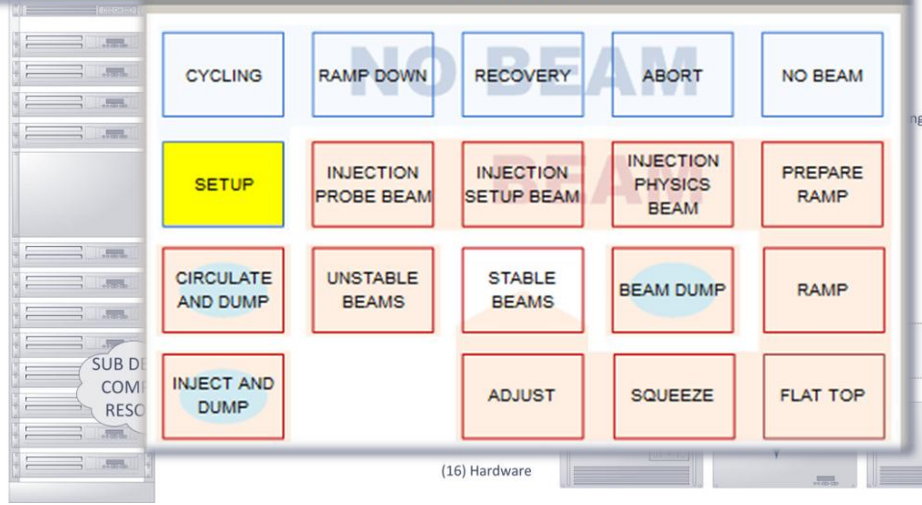 NO BEAM
CYCLING
RAMP DOWN
RECOVERY
ABORT
NO BEAM
BEAM
SETUP
INJECTION
PROBE BEAM
INJECTION
SETUP BEAM
INJECTION
PHYSICS
BEAM
PREPARE
RAMP
CIRCULATE
AND DUMP
UNSTABLE
BEAMS
STABLE
BEAMS
BEAM DUMP
RAMP
INJECT AND
DUMP
ADJUST
SQUEEZE
FLAT TOP
SUB
(16) Hardware